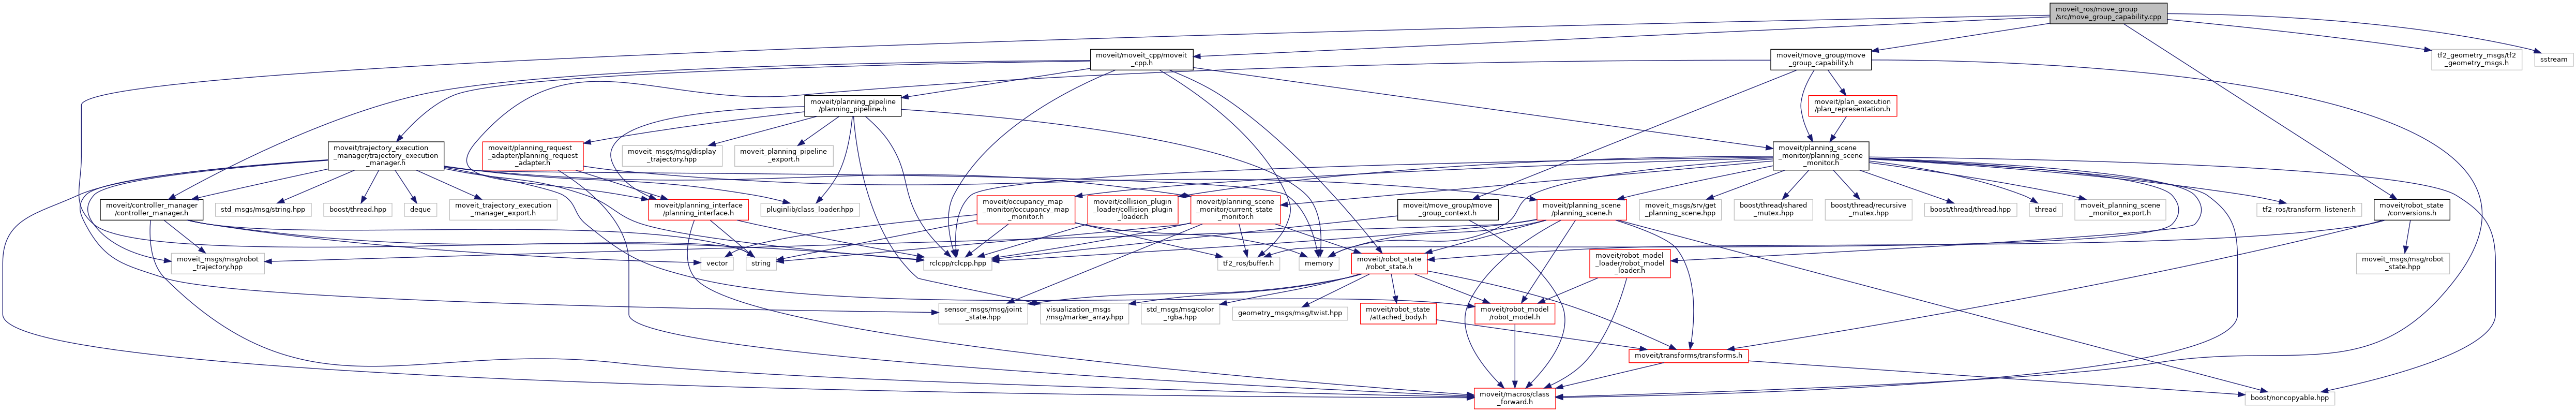 moveit_ros/move_group
/src/move_group_capability.cpp
moveit/moveit_cpp/moveit
_cpp.h
moveit/move_group/move
_group_capability.h
tf2_geometry_msgs/tf2
_geometry_msgs.h
sstream
moveit/planning_pipeline
/planning_pipeline.h
moveit/plan_execution
/plan_representation.h
moveit/trajectory_execution
_manager/trajectory_execution
_manager.h
moveit/planning_request
_adapter/planning_request
_adapter.h
moveit_msgs/msg/display
_trajectory.hpp
moveit_planning_pipeline
_export.h
moveit/planning_scene
_monitor/planning_scene
_monitor.h
moveit/controller_manager
/controller_manager.h
std_msgs/msg/string.hpp
boost/thread.hpp
deque
moveit_trajectory_execution
_manager_export.h
moveit/planning_interface
/planning_interface.h
pluginlib/class_loader.hpp
moveit/occupancy_map
_monitor/occupancy_map
_monitor.h
moveit/collision_plugin
_loader/collision_plugin
_loader.h
moveit/planning_scene
_monitor/current_state
_monitor.h
moveit/move_group/move
_group_context.h
moveit/planning_scene
/planning_scene.h
moveit_msgs/srv/get
_planning_scene.hpp
boost/thread/shared
_mutex.hpp
boost/thread/recursive
_mutex.hpp
boost/thread/thread.hpp
thread
moveit_planning_scene
_monitor_export.h
tf2_ros/transform_listener.h
moveit/robot_state
/conversions.h
moveit_msgs/msg/robot
_trajectory.hpp
vector
string
rclcpp/rclcpp.hpp
tf2_ros/buffer.h
memory
moveit/robot_state
/robot_state.h
moveit/robot_model
_loader/robot_model
_loader.h
moveit_msgs/msg/robot
_state.hpp
sensor_msgs/msg/joint
_state.hpp
visualization_msgs
/msg/marker_array.hpp
std_msgs/msg/color
_rgba.hpp
geometry_msgs/msg/twist.hpp
moveit/robot_state
/attached_body.h
moveit/robot_model
/robot_model.h
moveit/transforms/transforms.h
moveit/macros/class
_forward.h
boost/noncopyable.hpp